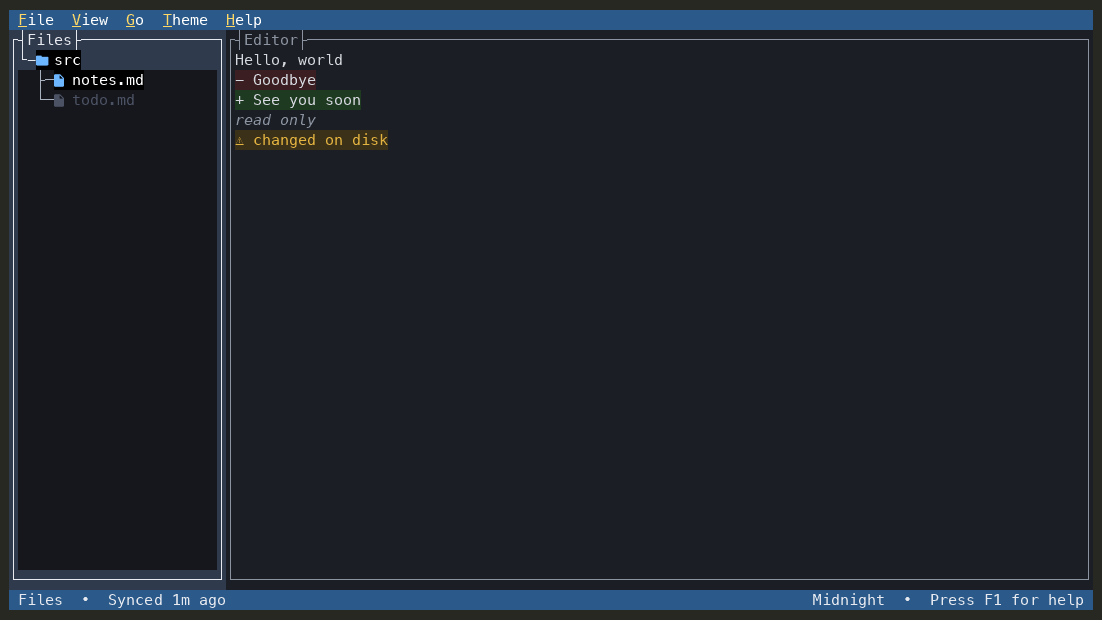 File View Go Theme Help
Files
src
notes.md
todo.md
Editor
Hello, world
- Goodbye
+ See you soon
read only
⚠ changed on disk
Files • Synced 1m ago
Midnight • Press F1 for help